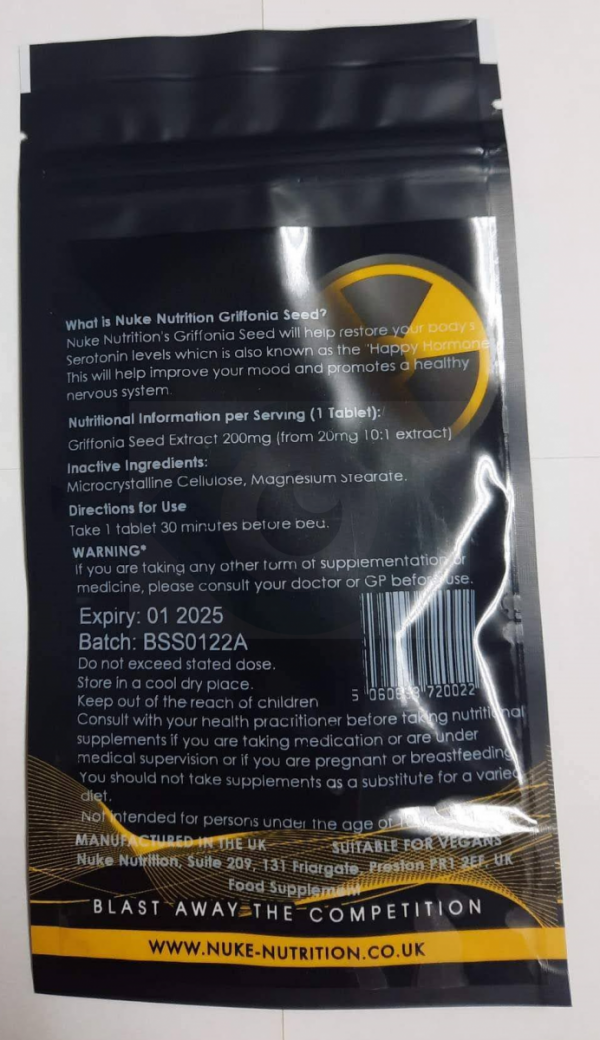 What is Nuke Nutrition Griffonia Seed?
Nuke Nutrition's Griffonia Seed will help restore your body's
Serotonin levels which is also known as the 'Happy Hormone
This will help improve your mood and promotes a healthy
nervous system.
Nutritional Information per Serving (1 Tablet):
Griffonia Seed Extract 200mg (from 20mg 10:1 extract)
Inactive Ingredients:
Microcrystalline Cellulose, Magnesium Stearate.
Directions for Use
Take 1 tablet 30 minutes before bed.
WARNING*
If you are taking any other form of supplementation or
medicine, please consult your doctor or GP before use.
Expiry: 01 2025
Batch: BSS0122A
Do not exceed stated dose.
Store in a cool dry place.
Keep out of the reach of children
5 720022
Consult with your health practitioner before taking nutritional
supplements if you are taking medication or are under
medical supervision or if you are pregnant or breastfeeding
You should not take supplements as a substitute for a varied
diet.
Not intended for persons under the age of
MANUFACTURED IN THE UK SUITABLE FOR VEGANS
Nuke Nutrition, Suite 209, 131 Friargate, Preston PR1 2EF, UK
Food Supplement
BLAST AWAY THE COMPETITION
WWW.NUKE-NUTRITION.CO.UK